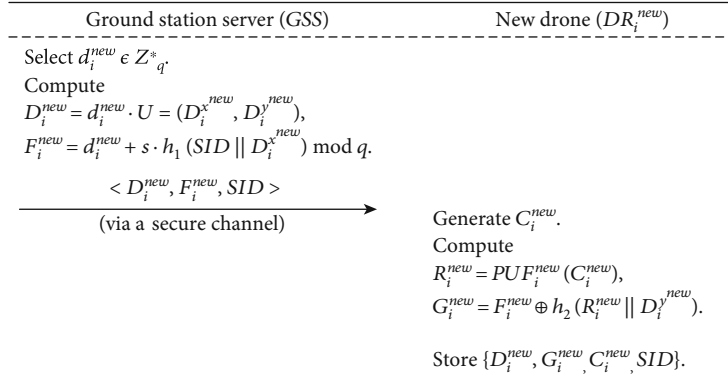 Ground station server (GSS) New drone (DR_i^{new})
Select d_i^{new} ϵ Z*_q.
Compute
D_i^{new} = d_i^{new} · U = (D_i^{x^{new}}, D_i^{y^{new}}),
F_i^{new} = d_i^{new} + s · h_1 (SID || D_i^{x^{new}}) mod q.
< D_i^{new}, F_i^{new}, SID >
(via a secure channel)
Generate C_i^{new}.
Compute
R_i^{new} = PUF_i^{new} (C_i^{new}),
G_i^{new} = F_i^{new} ⊕ h_2 (R_i^{new} || D_i^{y^{new}}).
Store {D_i^{new}, G_i^{new}, C_i^{new}, SID}.